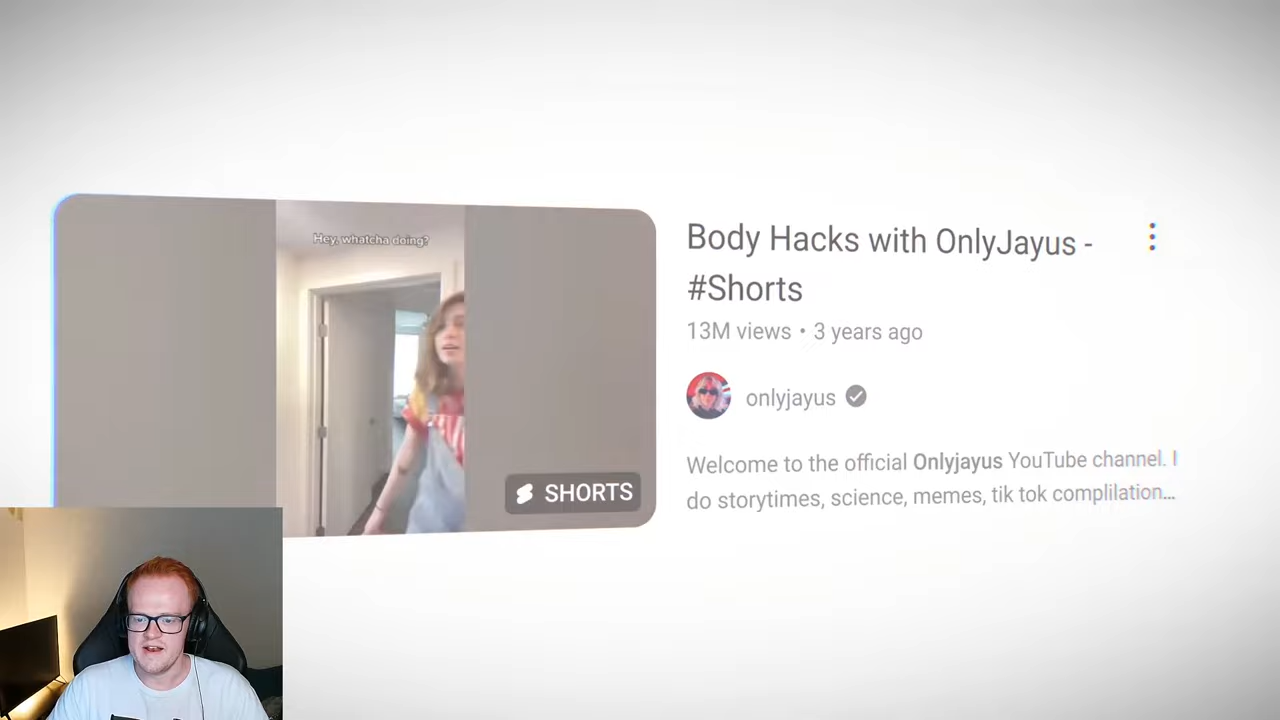 Hey, whatcha doing?
SHORTS
Body Hacks with OnlyJayus -
#Shorts
13M views • 3 years ago
onlyjayus
Welcome to the official Onlyjayus YouTube channel. I
do storytimes, science, memes, tik tok complilation...